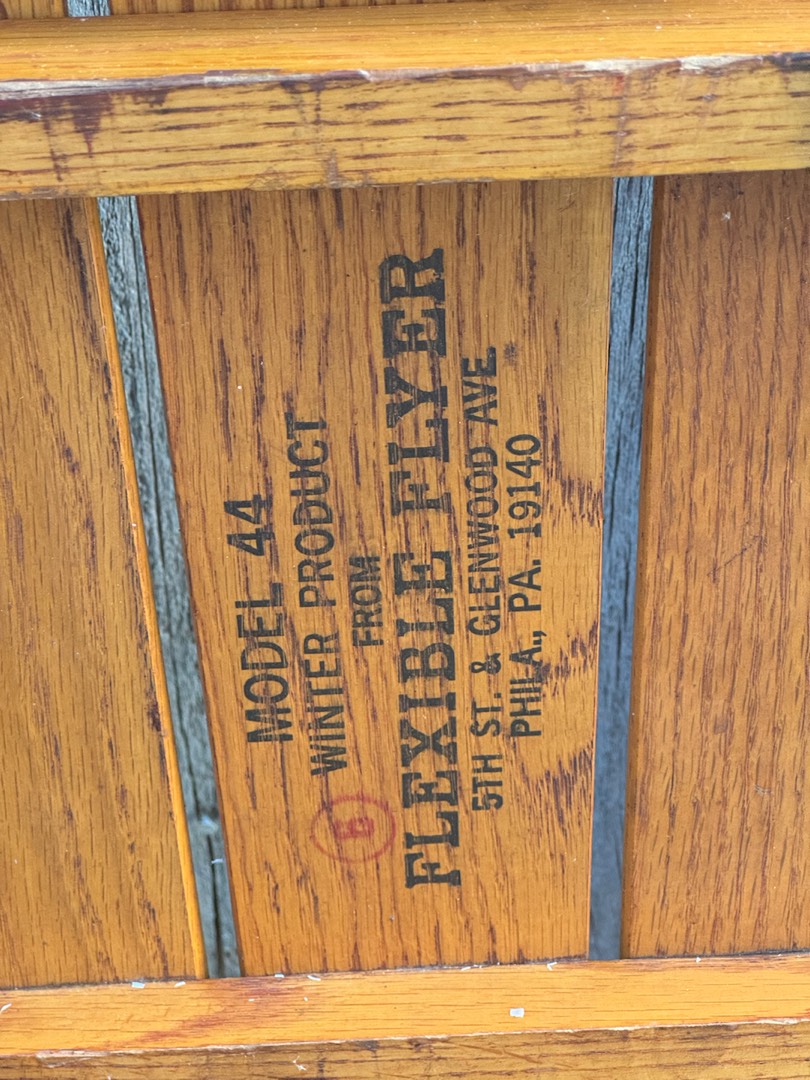 MODEL 44
WINTER PRODUCT
FROM
FLEXIBLE FLYER
5TH ST. & GLENWOOD AVE.
PHILA., PA. 19140